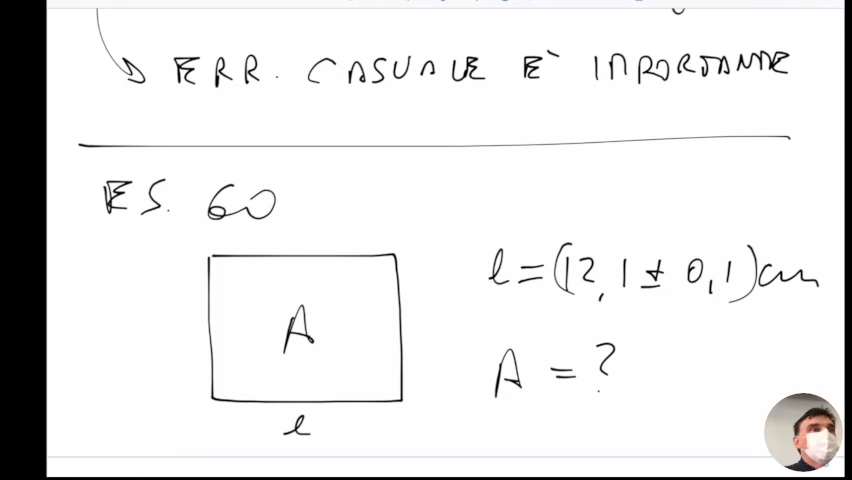 ERR. CASUALE E' IMPORTANTE
ES. 60
A
l = (12,1 ± 0,1) cm
A = ?
l